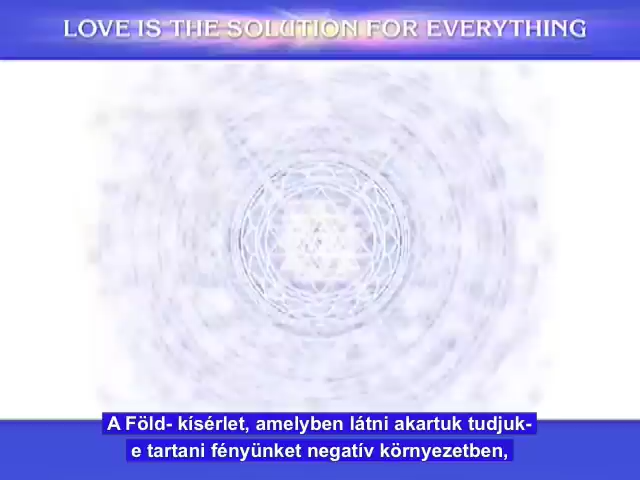 LOVE IS THE SOLUTION FOR EVERYTHING
A Föld- kísérlet, amelyben látni akartuk tudjuk-
e tartani fényünket negatív környezetben,